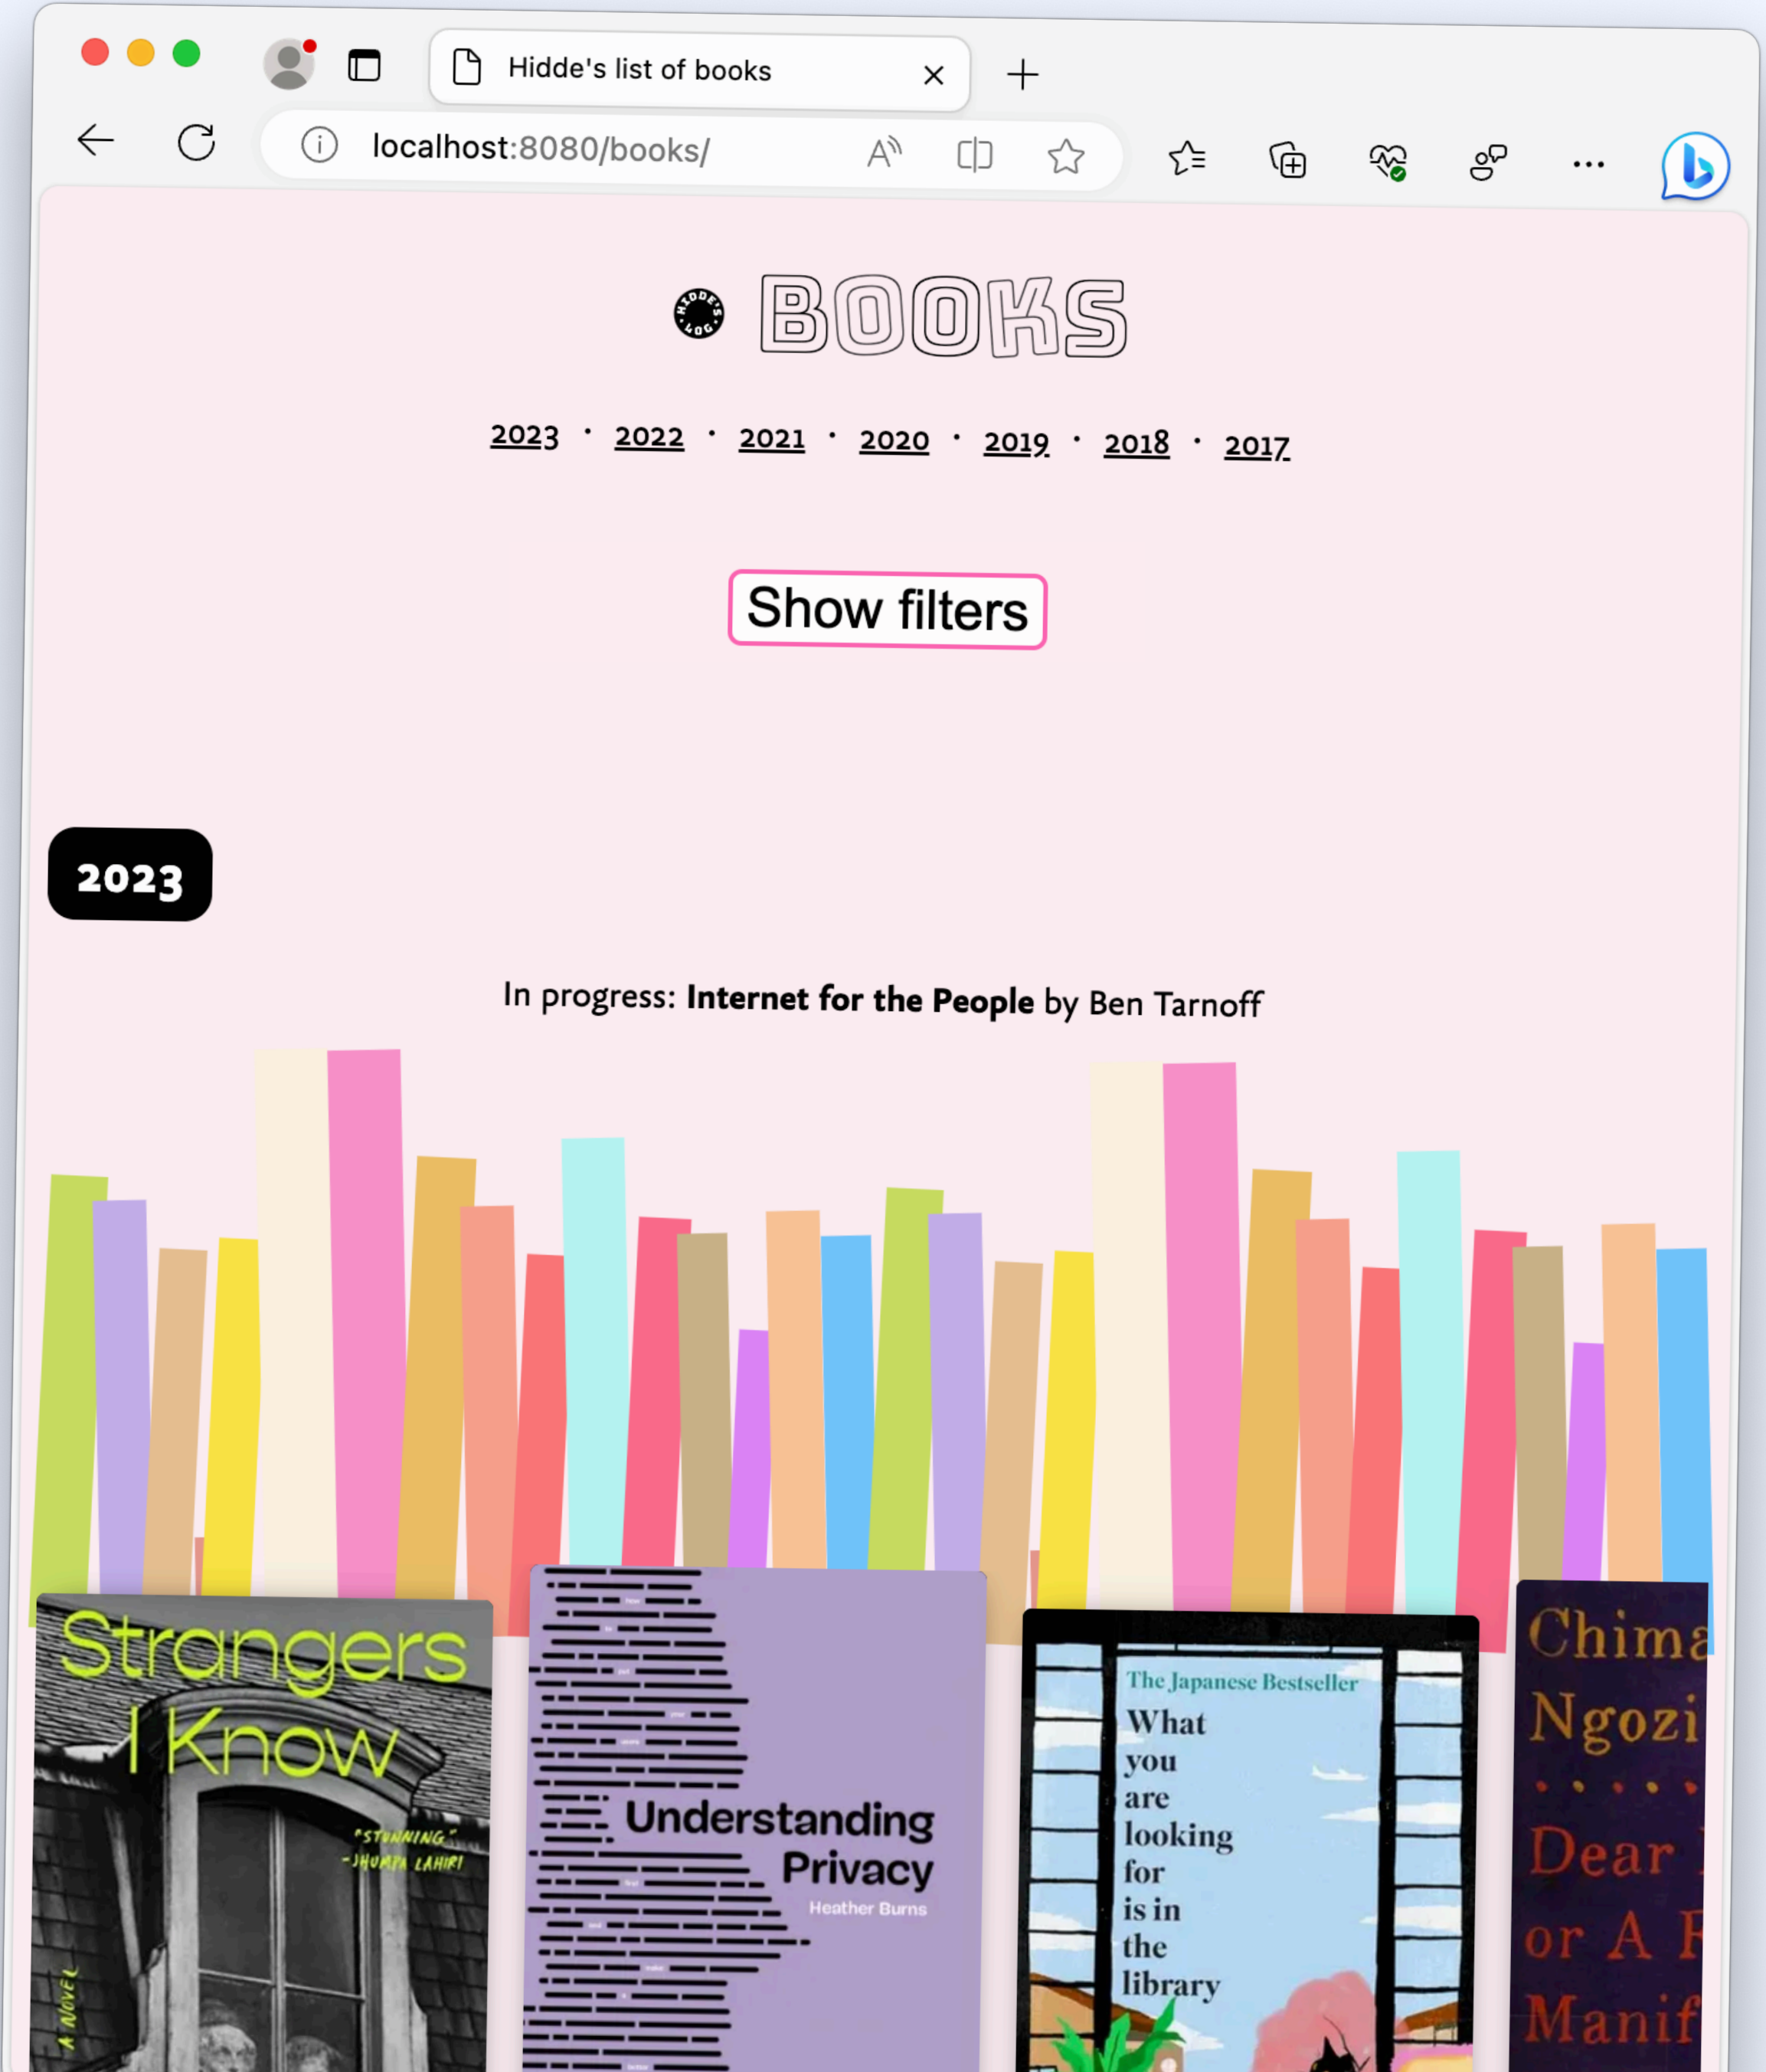 Hidde's list of books
localhost:8080/books/
HIDDE'S LOG
BOOKS
2023 · 2022 · 2021 · 2020 · 2019 · 2018 · 2017
Show filters
2023
In progress: Internet for the People by Ben Tarnoff
Strangers
I Know
"STUNNING"
-JHUMPA LAHIRI
A NOVEL
Understanding
Privacy
Heather Burns
The Japanese Bestseller
What
you
are
looking
for
is in
the
library
Chima
Ngozi
Dear
or A F
Manif